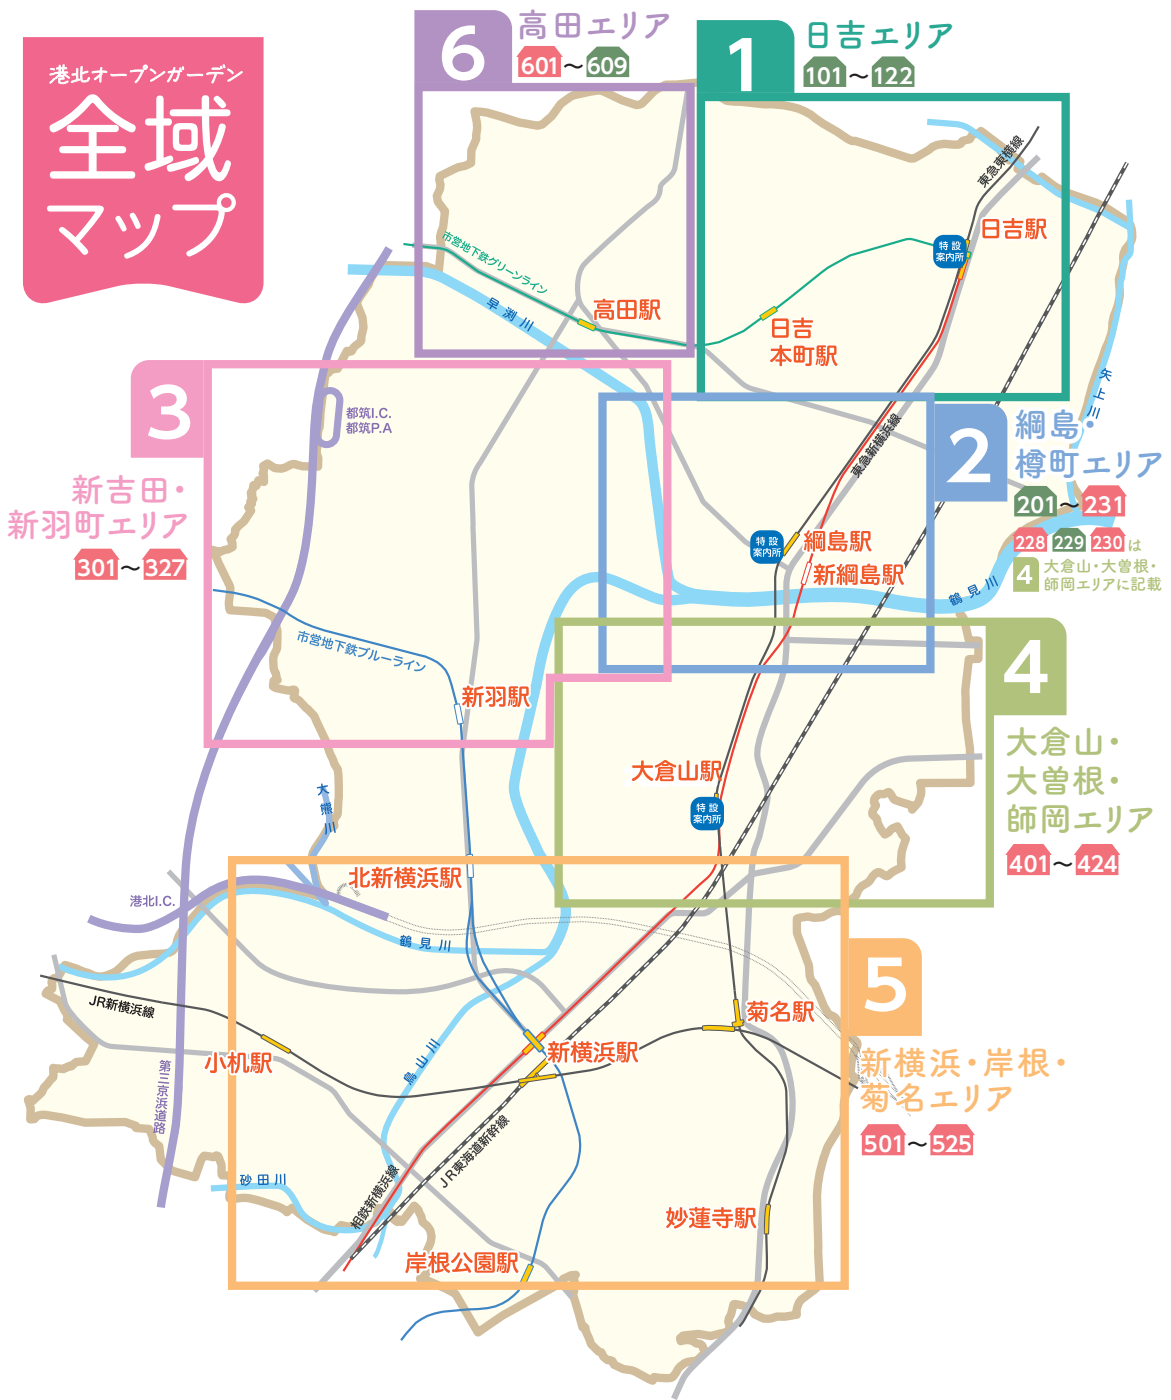 港北オープンガーデン
全域
マップ
6
高田エリア
601～609
1
日吉エリア
101～122
東急東横線
日吉駅
特設
案内所
市営地下鉄グリーンライン
早渕川
高田駅
日吉
本町駅
矢上川
3
都筑I.C.
都筑P.A
新吉田・
新羽町エリア
301～327
東急新横浜線
2
綱島・
樽町エリア
201～231
228 229 230は
4 大倉山・大曽根・
師岡エリアに記載
特設
案内所
綱島駅
新綱島駅
鶴見川
市営地下鉄ブルーライン
新羽駅
4
大倉山・
大曽根・
師岡エリア
401～424
大倉山駅
特設
案内所
大熊川
北新横浜駅
港北I.C.
鶴見川
5
新横浜・岸根・
菊名エリア
501～525
JR新横浜線
菊名駅
新横浜駅
小机駅
鳥山川
第三京浜道路
JR東海道新幹線
相鉄新横浜線
砂田川
妙蓮寺駅
岸根公園駅